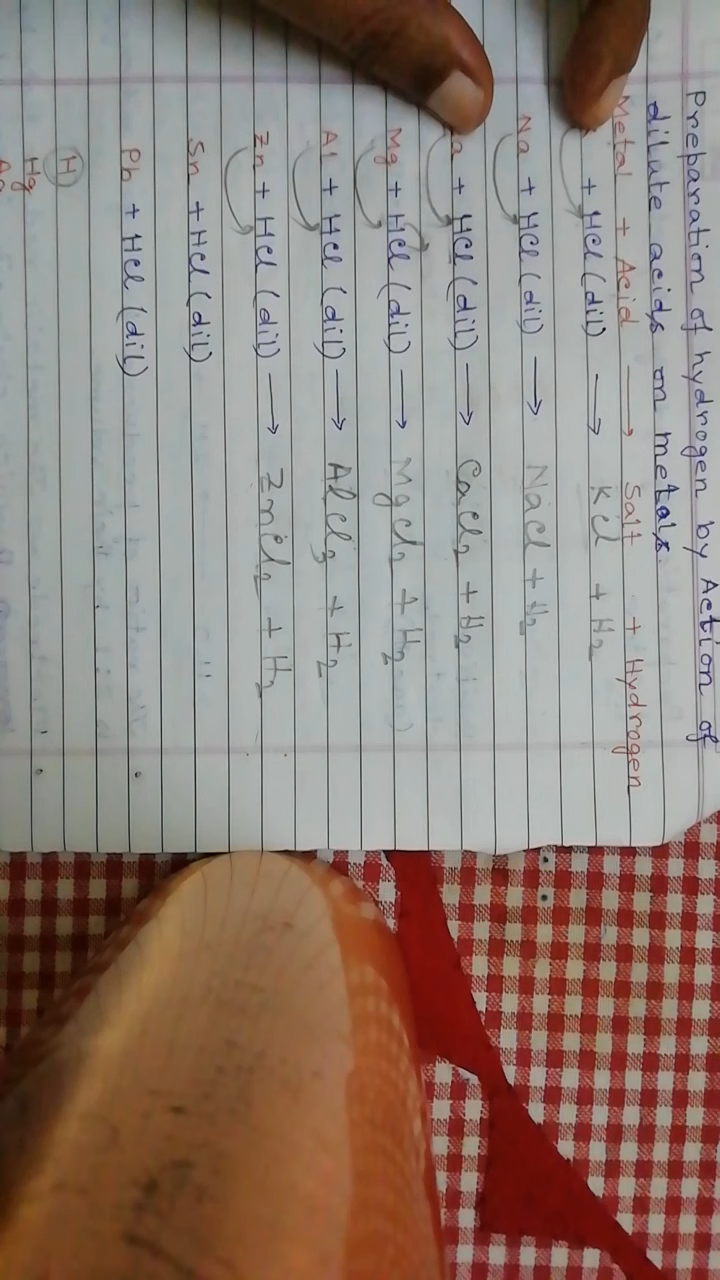 Preparation of hydrogen by Action of
dilute acids on metals.
Metal + Acid → Salt + Hydrogen
+ HCl (dil) → KCl + H2
Na + HCl (dil) → NaCl + H2
a + HCl (dil) → CaCl2 + H2
Mg + HCl (dil) → MgCl2 + H2
Al + HCl (dil) → AlCl3 + H2
Zn + HCl (dil) → ZnCl2 + H2
Sn + HCl (dil)
Pb + HCl (dil)
H
Hg